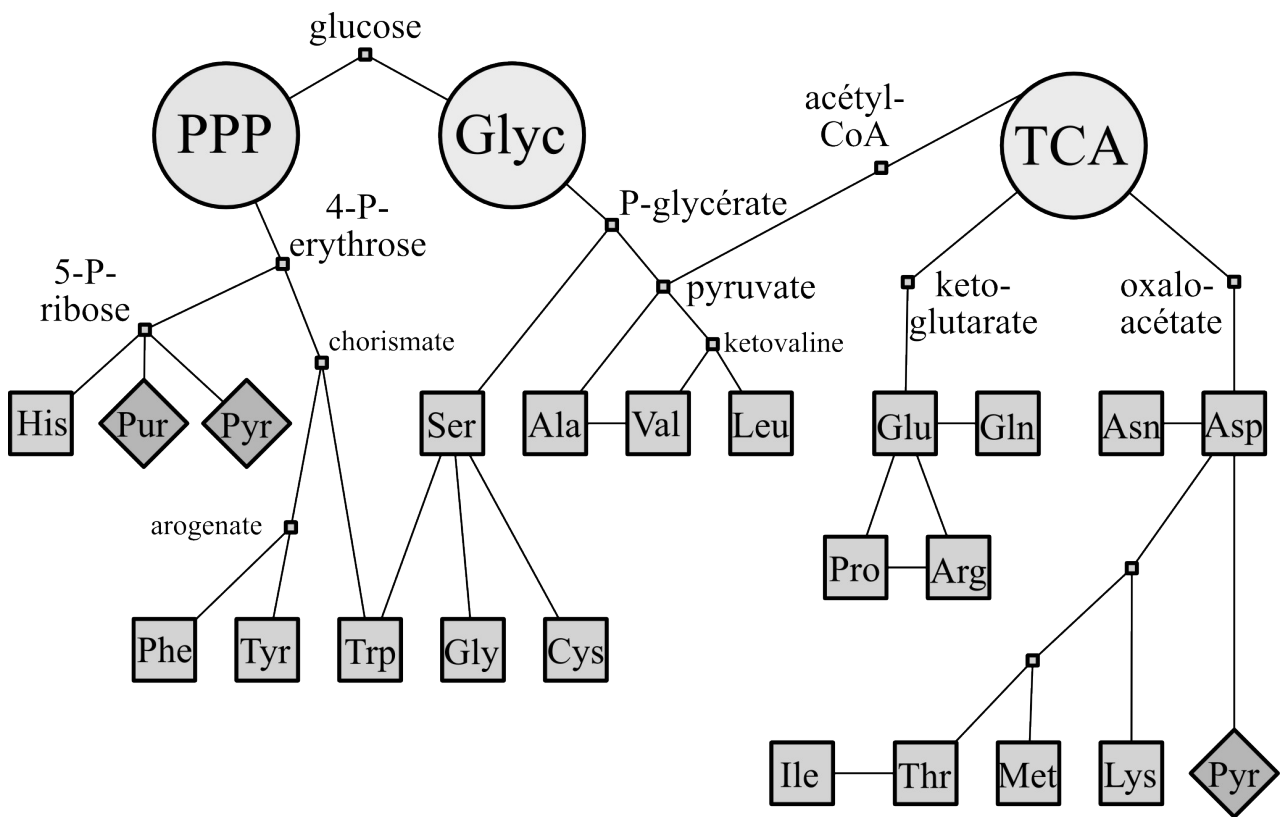 glucose
PPP
Glyc
acétyl-
CoA
TCA
4-P-
erythrose
P-glycérate
5-P-
ribose
pyruvate
keto-
glutarate
oxalo-
acétate
chorismate
ketovaline
His
Pur
Pyr
Ser
Ala
Val
Leu
Glu
Gln
Asn
Asp
arogenate
Pro
Arg
Phe
Tyr
Trp
Gly
Cys
Ile
Thr
Met
Lys
Pyr